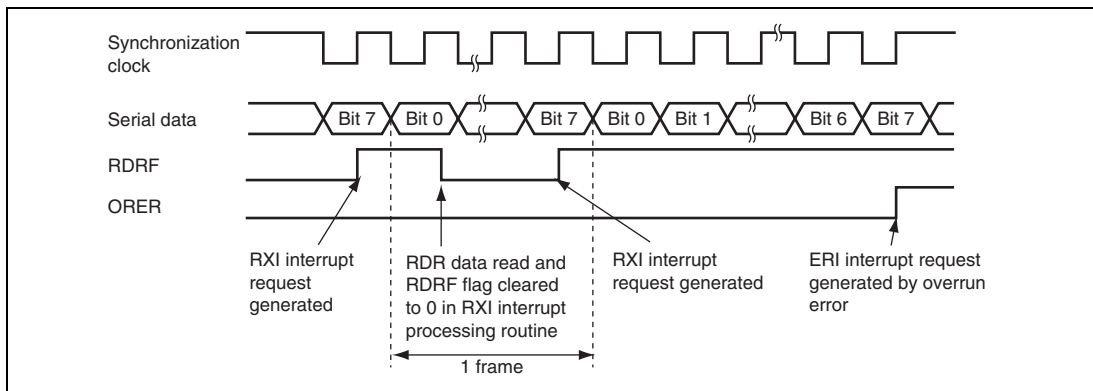 Synchronization
clock
Serial data
Bit 7
Bit 0
Bit 7
Bit 0
Bit 1
Bit 6
Bit 7
RDRF
ORER
RXI interrupt
request
generated
RDR data read and
RDRF flag cleared
to 0 in RXI interrupt
processing routine
RXI interrupt
request generated
ERI interrupt request
generated by overrun
error
1 frame